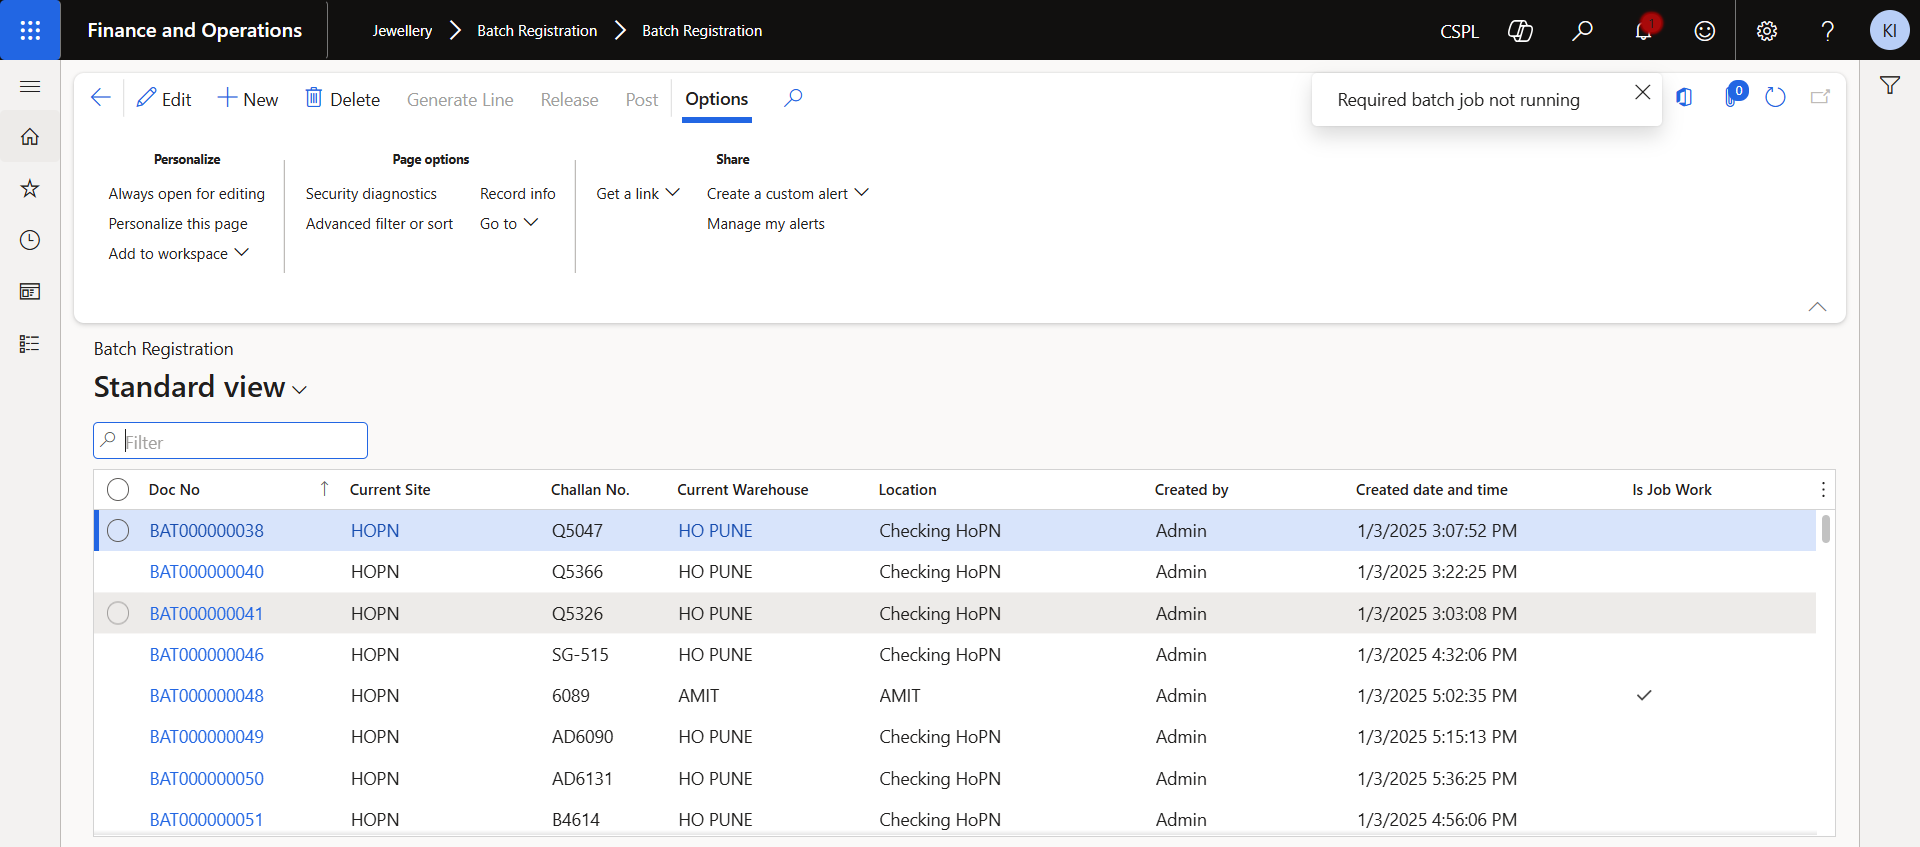 Finance and Operations
Jewellery > Batch Registration > Batch Registration
CSPL
1
KI
Edit
New
Delete
Generate Line
Release
Post
Options
Required batch job not running
0
Personalize
Always open for editing
Personalize this page
Add to workspace
Page options
Security diagnostics Record info
Advanced filter or sort Go to
Share
Get a link Create a custom alert
Manage my alerts
Batch Registration
Standard view
Filter
Doc No Current Site Challan No. Current Warehouse Location Created by Created date and time Is Job Work
BAT000000038 HOPN Q5047 HO PUNE Checking HoPN Admin 1/3/2025 3:07:52 PM
BAT000000040 HOPN Q5366 HO PUNE Checking HoPN Admin 1/3/2025 3:22:25 PM
BAT000000041 HOPN Q5326 HO PUNE Checking HoPN Admin 1/3/2025 3:03:08 PM
BAT000000046 HOPN SG-515 HO PUNE Checking HoPN Admin 1/3/2025 4:32:06 PM
BAT000000048 HOPN 6089 AMIT AMIT Admin 1/3/2025 5:02:35 PM
BAT000000049 HOPN AD6090 HO PUNE Checking HoPN Admin 1/3/2025 5:15:13 PM
BAT000000050 HOPN AD6131 HO PUNE Checking HoPN Admin 1/3/2025 5:36:25 PM
BAT000000051 HOPN B4614 HO PUNE Checking HoPN Admin 1/3/2025 4:56:06 PM